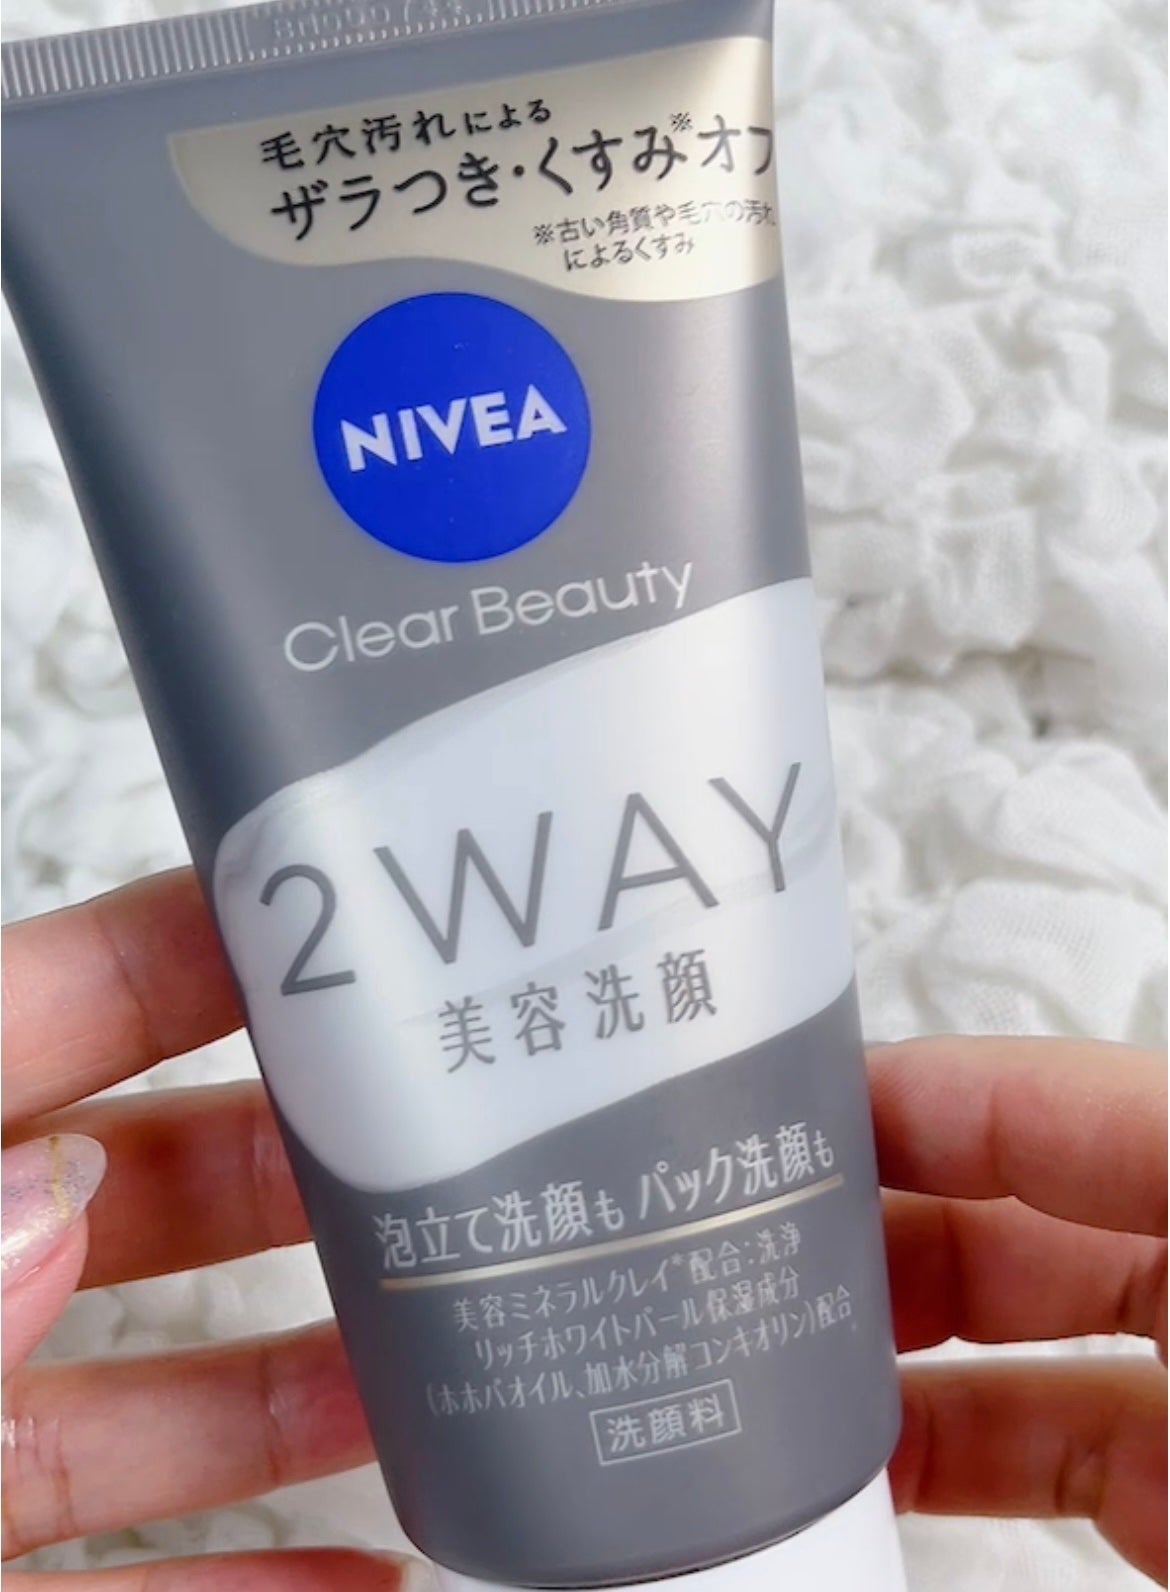 毛穴汚れによる
ザラつき・くすみ※オフ
※古い角質や毛穴の汚れ
によるくすみ
NIVEA
Clear Beauty
2WAY
美容洗顔
泡立て洗顔も パック洗顔も
美容ミネラルクレイ*配合:洗浄
リッチホワイトパール保湿成分
(ホホバオイル、加水分解コンキオリン)配合
洗顔料